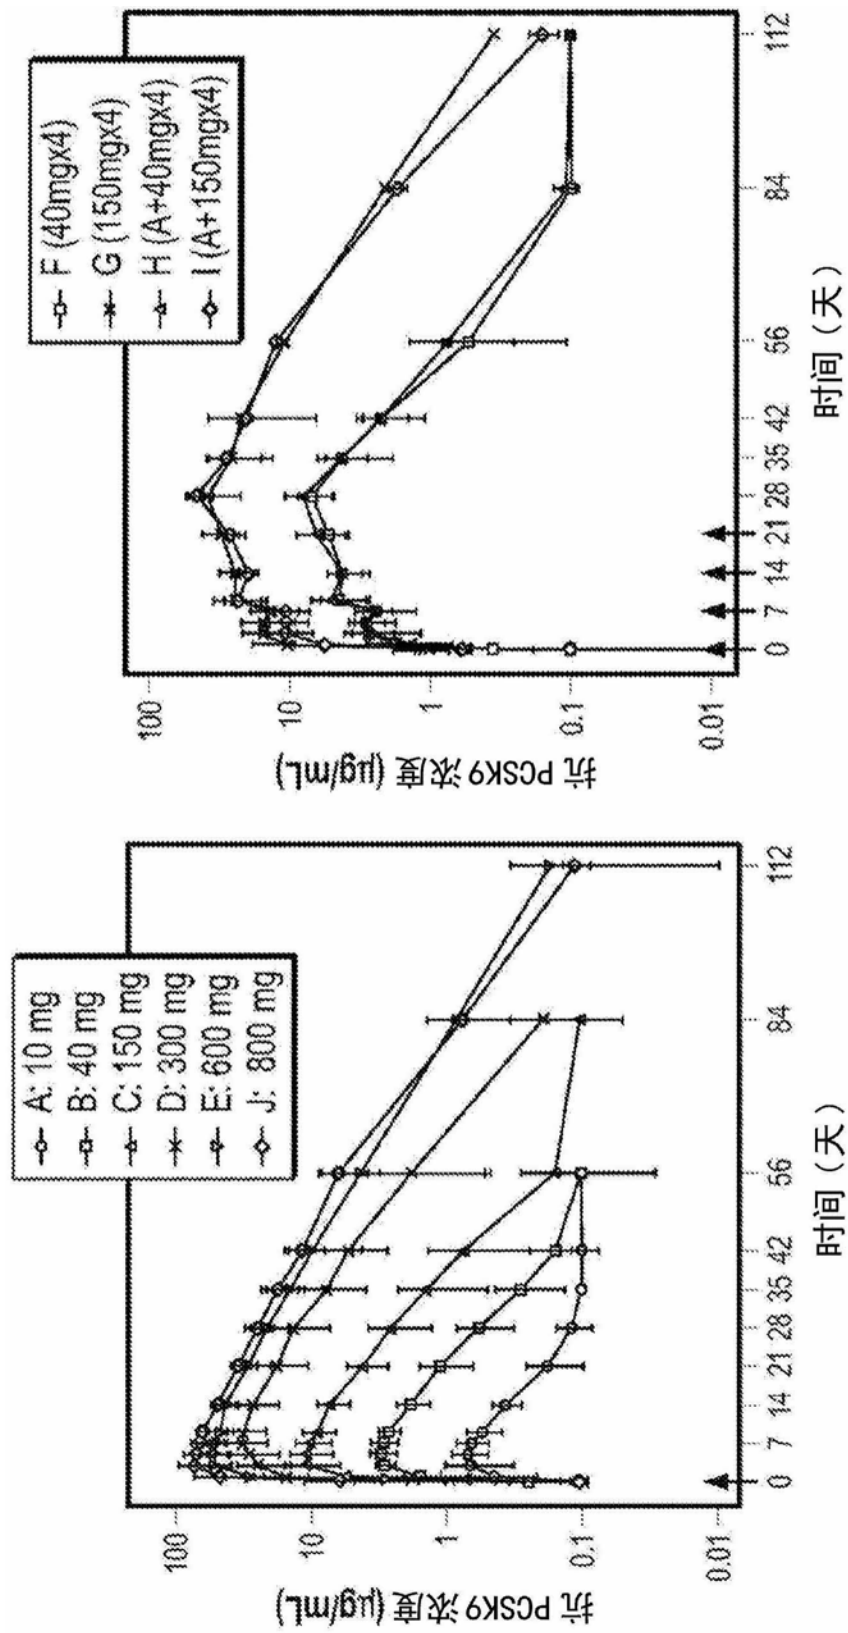 抗 PCSK9 浓度 (μg/mL)
100
10
1
0.1
0.01
A: 10 mg
B: 40 mg
C: 150 mg
D: 300 mg
E: 600 mg
J: 800 mg
0 7 14 21 28 35 42 56 84 112
时间（天）
抗 PCSK9 浓度 (μg/mL)
100
10
1
0.1
0.01
F (40mgx4)
G (150mgx4)
H (A+40mgx4)
I (A+150mgx4)
0 7 14 21 28 35 42 56 84 112
时间（天）